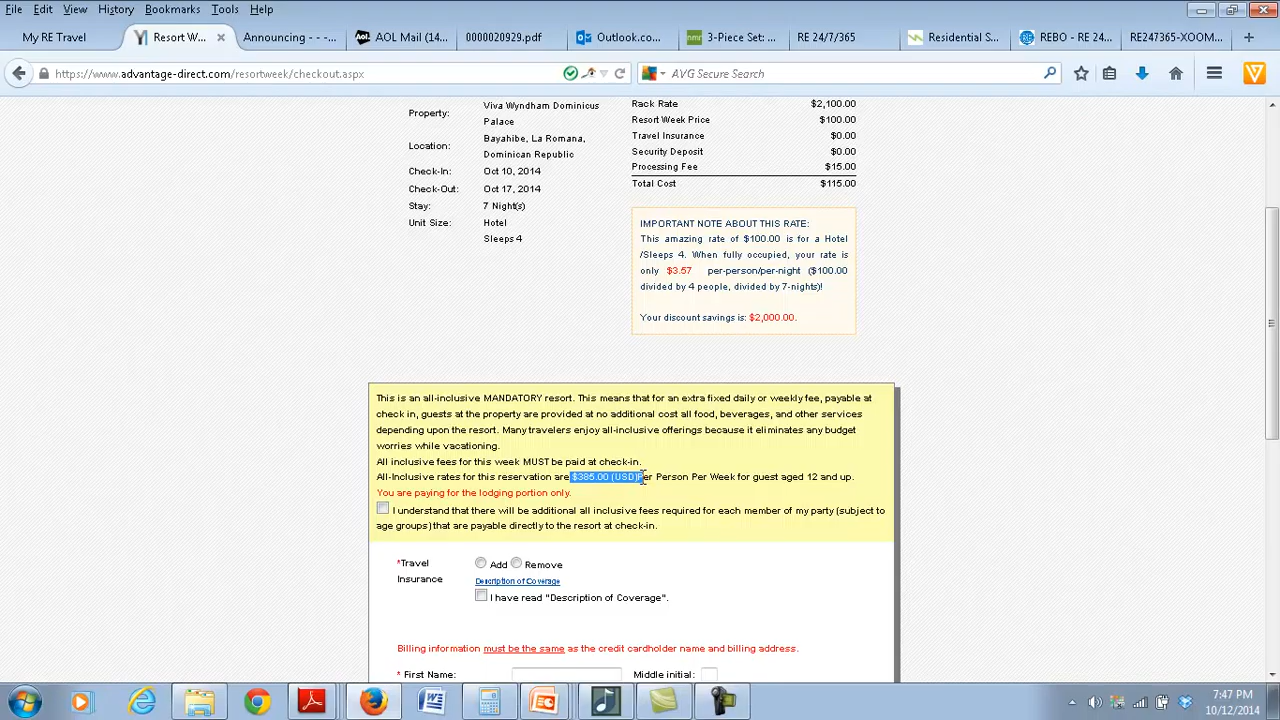 File Edit View History Bookmarks Tools Help
My RE Travel
Resort W...
Announcing - - -...
AOL Mail (14...
0000020929.pdf
Outlook.co...
3-Piece Set: ...
RE 24/7/365
Residential S...
REBO - RE 24...
RE247365-XOOM...
https://www.advantage-direct.com/resortweek/checkout.aspx
AVG Secure Search
Property: Viva Wyndham Dominicus
Palace
Location: Bayahibe, La Romana,
Dominican Republic
Check-In: Oct 10, 2014
Check-Out: Oct 17, 2014
Stay: 7 Night(s)
Unit Size: Hotel
Sleeps 4
Rack Rate $2,100.00
Resort Week Price $100.00
Travel Insurance $0.00
Security Deposit $0.00
Processing Fee $15.00
Total Cost $115.00
IMPORTANT NOTE ABOUT THIS RATE:
This amazing rate of $100.00 is for a Hotel
/Sleeps 4. When fully occupied, your rate is
only $3.57 per-person/per-night ($100.00
divided by 4 people, divided by 7-nights)!
Your discount savings is: $2,000.00.
This is an all-inclusive MANDATORY resort. This means that for an extra fixed daily or weekly fee, payable at
check in, guests at the property are provided at no additional cost all food, beverages, and other services
depending upon the resort. Many travelers enjoy all-inclusive offerings because it eliminates any budget
worries while vacationing.
All inclusive fees for this week MUST be paid at check-in.
All-Inclusive rates for this reservation are $385.00 (USD)Per Person Per Week for guest aged 12 and up.
You are paying for the lodging portion only.
I understand that there will be additional all inclusive fees required for each member of my party (subject to
age groups) that are payable directly to the resort at check-in.
*Travel
Insurance
Add Remove
Description of Coverage
I have read "Description of Coverage".
Billing information must be the same as the credit cardholder name and billing address.
* First Name: Middle initial:
7:47 PM
10/12/2014